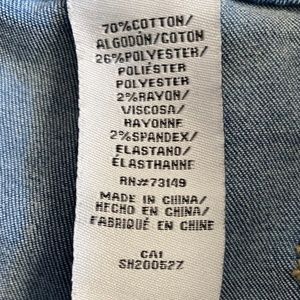 70%COTTON/
ALGODÓN/COTON
26%POLYESTER/
POLIÉSTER
POLYESTER
2%RAYON/
VISCOSA/
RAYONNE
2%SPANDEX/
ELASTANO/
ÉLASTHANNE
RN#73149
MADE IN CHINA/
HECHO EN CHINA/
FABRIQUÉ EN CHINE
CA1
SH200527